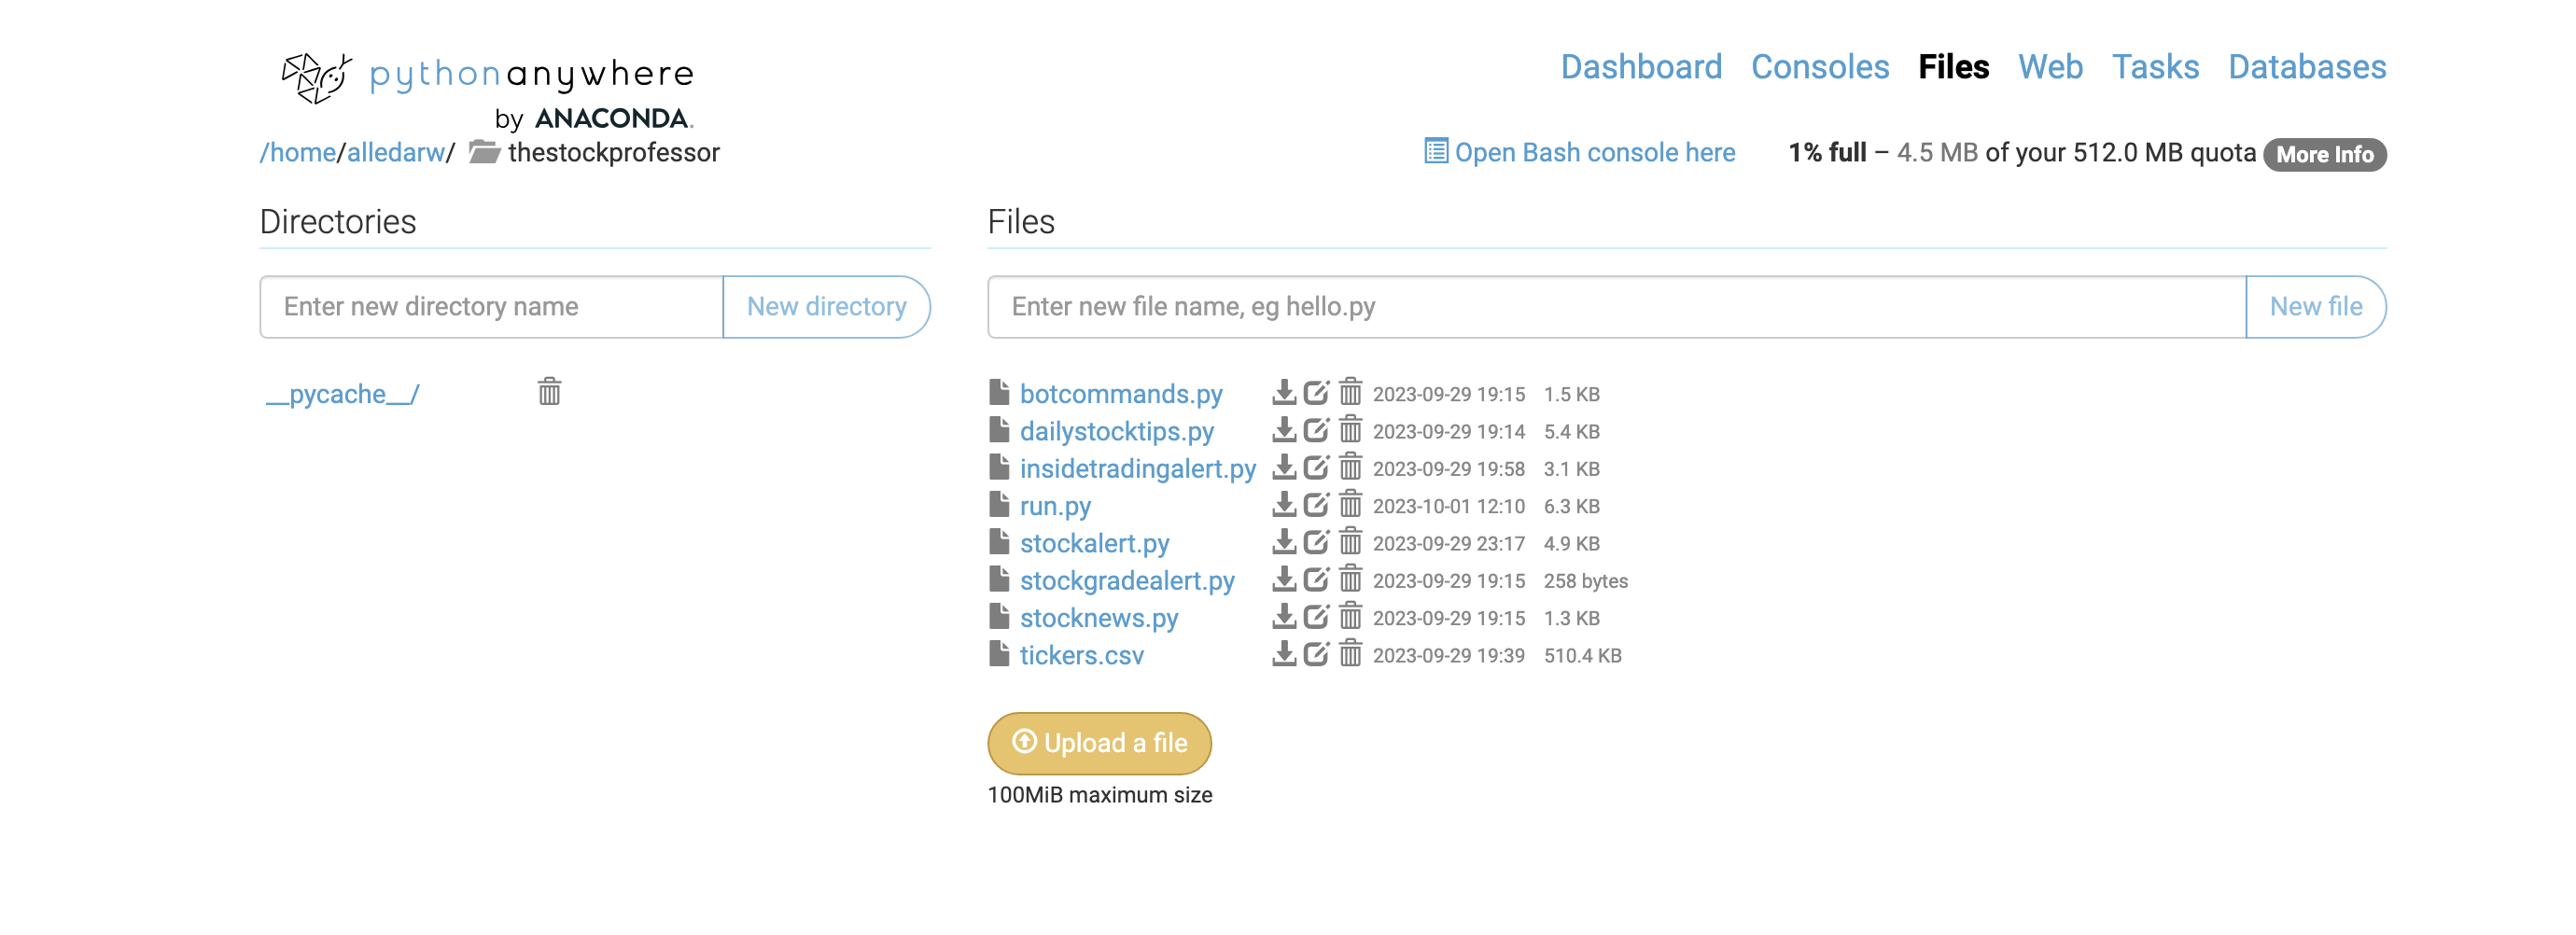 pythonanywhere
by ANACONDA.
Dashboard Consoles Files Web Tasks Databases
/home/alledarw/ thestockprofessor
Open Bash console here 1% full – 4.5 MB of your 512.0 MB quota More Info
Directories
Enter new directory name New directory
__pycache__/
Files
Enter new file name, eg hello.py New file
botcommands.py 2023-09-29 19:15 1.5 KB
dailystocktips.py 2023-09-29 19:14 5.4 KB
insidetradingalert.py 2023-09-29 19:58 3.1 KB
run.py 2023-10-01 12:10 6.3 KB
stockalert.py 2023-09-29 23:17 4.9 KB
stockgradealert.py 2023-09-29 19:15 258 bytes
stocknews.py 2023-09-29 19:15 1.3 KB
tickers.csv 2023-09-29 19:39 510.4 KB
Upload a file
100MiB maximum size